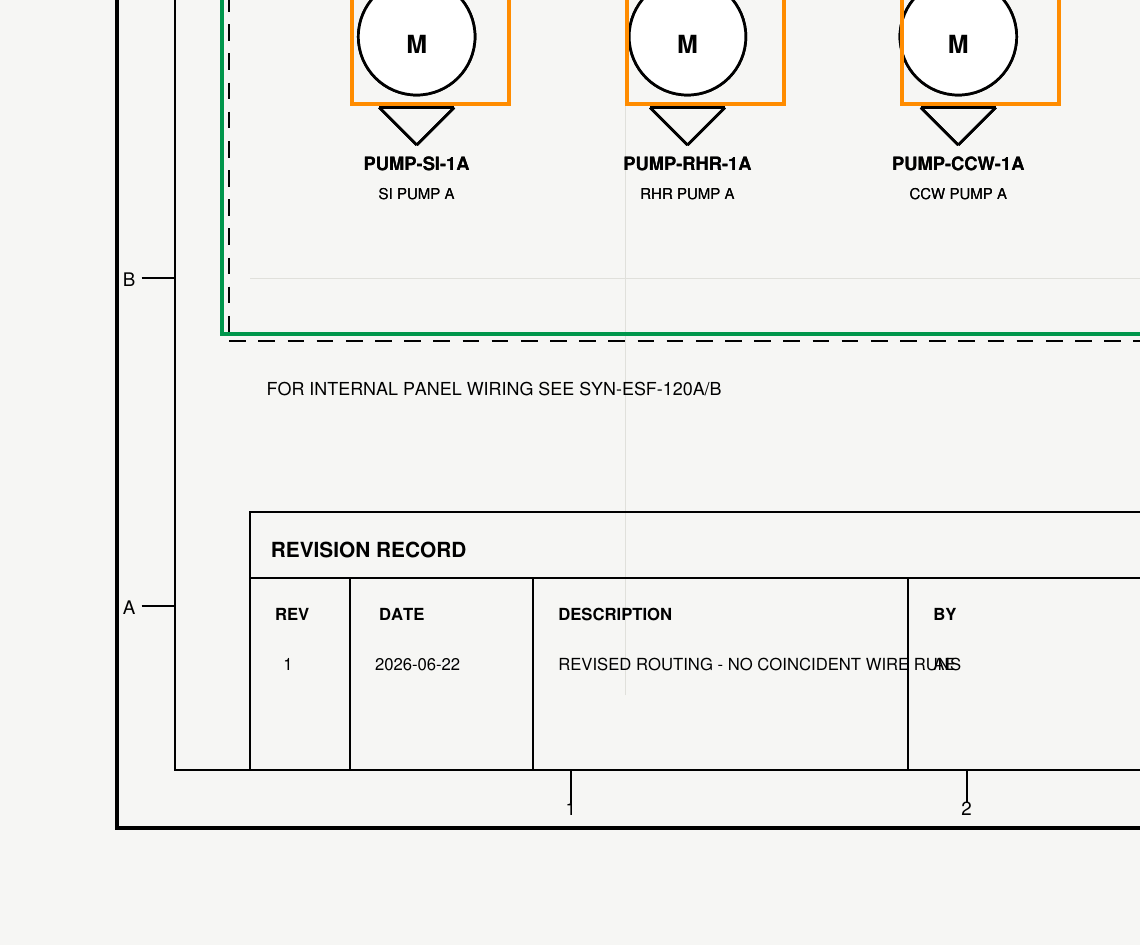 M M M
PUMP-SI-1A PUMP-RHR-1A PUMP-CCW-1A
SI PUMP A RHR PUMP A CCW PUMP A
B
FOR INTERNAL PANEL WIRING SEE SYN-ESF-120A/B
REVISION RECORD
A
REV DATE DESCRIPTION BY
1 2026-06-22 REVISED ROUTING - NO COINCIDENT WIRE RUNS
1 2